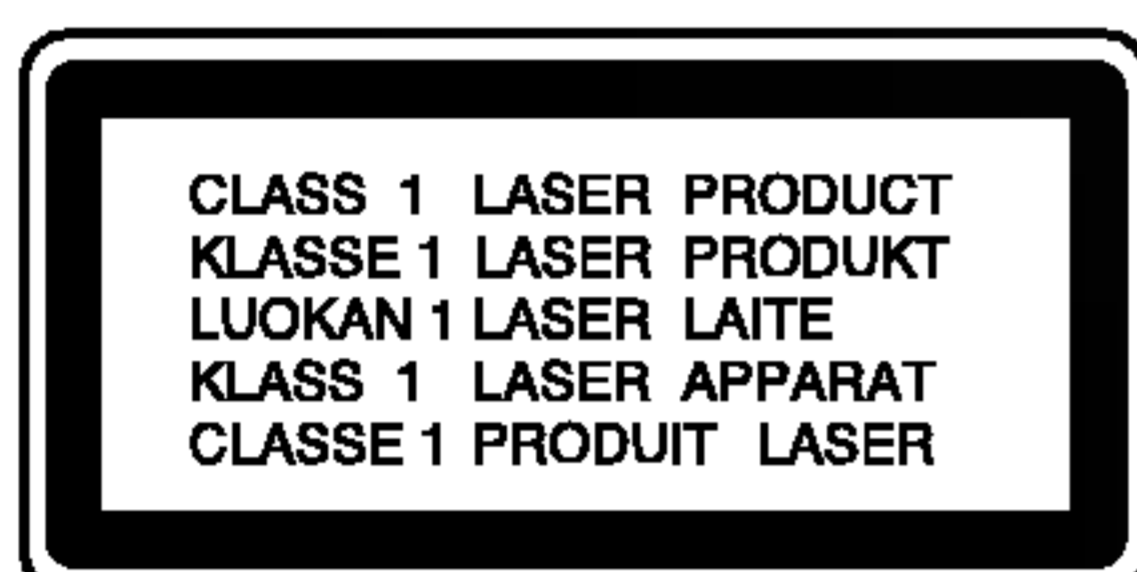 CLASS 1 LASER PRODUCT
KLASSE 1 LASER PRODUKT
LUOKAN 1 LASER LAITE
KLASS 1 LASER APPARAT
CLASSE 1 PRODUIT LASER